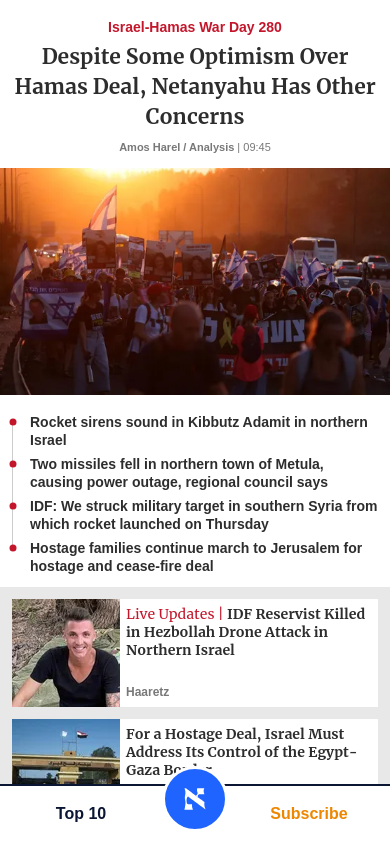 Israel-Hamas War Day 280
Despite Some Optimism Over
Hamas Deal, Netanyahu Has Other
Concerns
Amos Harel / Analysis | 09:45
Rocket sirens sound in Kibbutz Adamit in northern
Israel
Two missiles fell in northern town of Metula,
causing power outage, regional council says
IDF: We struck military target in southern Syria from
which rocket launched on Thursday
Hostage families continue march to Jerusalem for
hostage and cease-fire deal
Live Updates | IDF Reservist Killed
in Hezbollah Drone Attack in
Northern Israel
Haaretz
For a Hostage Deal, Israel Must
Address Its Control of the Egypt-
Gaza Border
Top 10
Subscribe